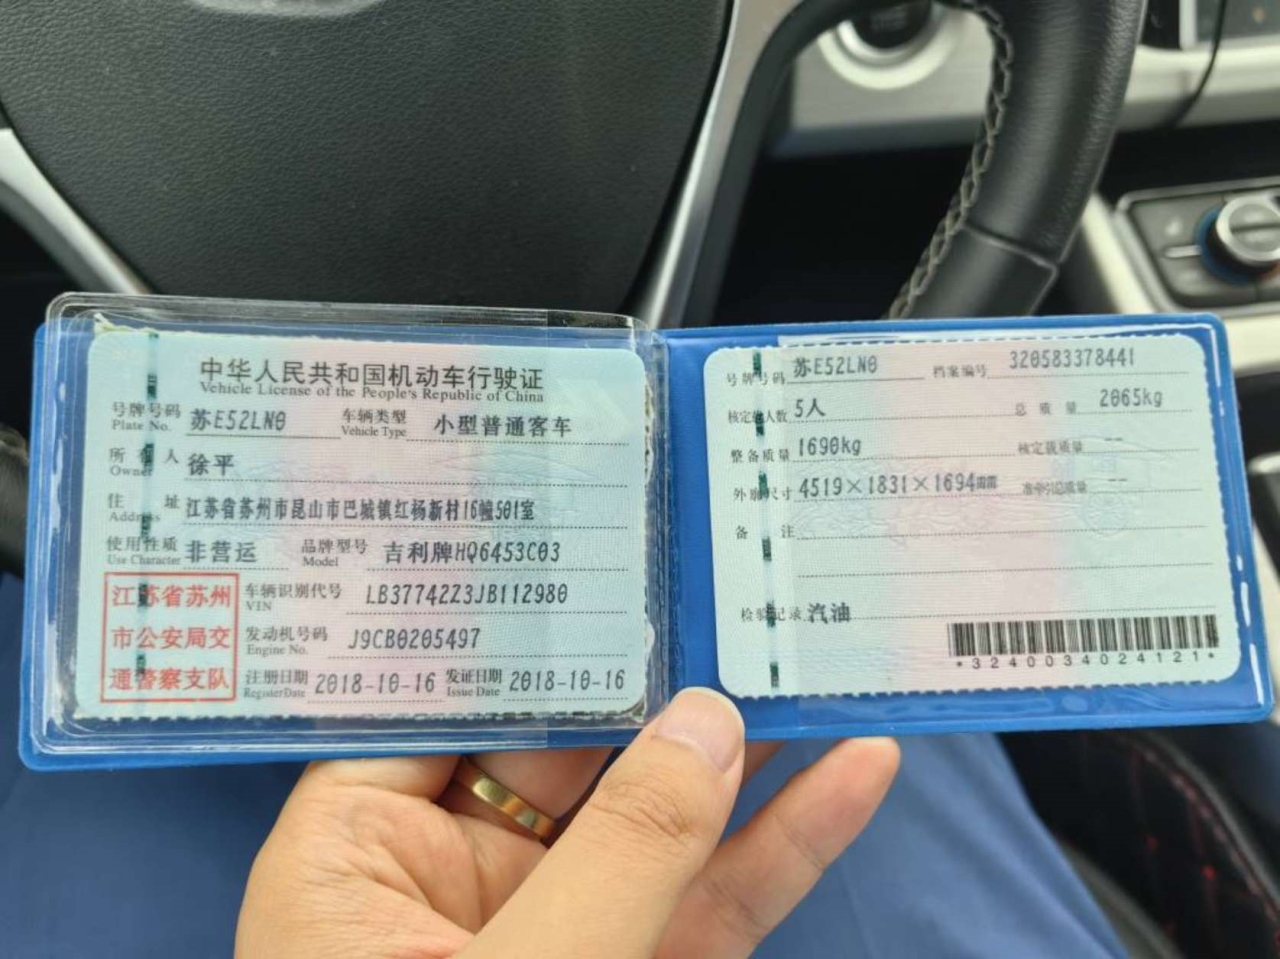 中华人民共和国机动车行驶证
Vehicle License of the People's Republic of China
号牌号码 苏E52LN0 车辆类型 小型普通客车
Plate No. Vehicle Type
所有人 徐平
Owner
住址 江苏省苏州市昆山市巴城镇红杨新村16幢501室
Address
使用性质 非营运 品牌型号 吉利牌HQ6453C03
Use Character Model
江苏省苏州
市公安局交
通警察支队
车辆识别代号 LB37742Z3JB112980
VIN
发动机号码 J9CB0205497
Engine No.
注册日期 2018-10-16 发证日期 2018-10-16
Register Date Issue Date
号牌号码 苏E52LN0 档案编号 320583378441
核定载人数 5人 总质量 2065kg
整备质量 1690kg 核定载质量 --
外廓尺寸 4519×1831×1694mm 准牵引总质量 --
备注
检验记录 汽油
*3240034024121*